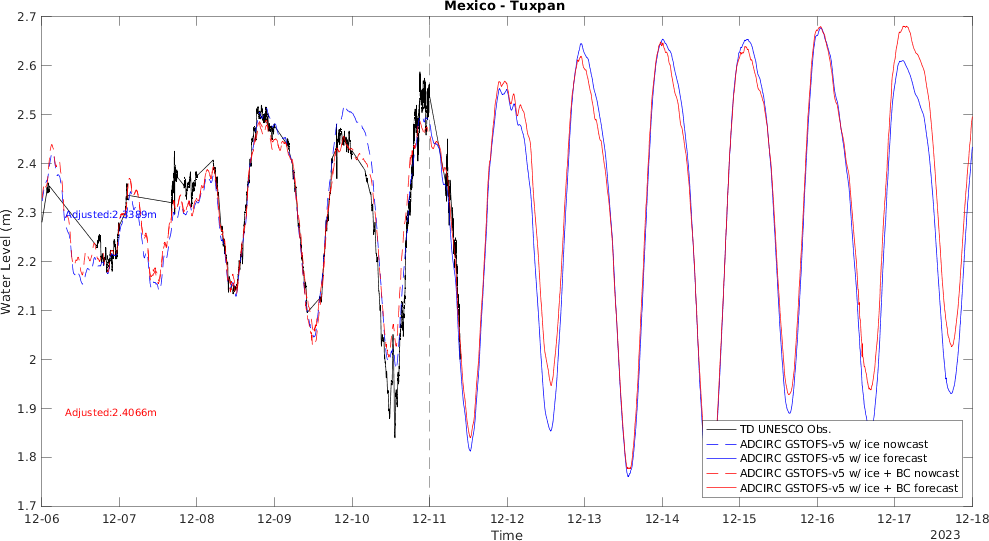 Mexico - Tuxpan
2.7
2.6
2.5
2.4
2.3
2.2
2.1
2
1.9
1.8
1.7
Water Level (m)
Adjusted:2.4066m
TD UNESCO Obs.
ADCIRC GSTOFS-v5 w/ ice nowcast
ADCIRC GSTOFS-v5 w/ ice forecast
ADCIRC GSTOFS-v5 w/ ice + BC nowcast
ADCIRC GSTOFS-v5 w/ ice + BC forecast
12-06 12-07 12-08 12-09 12-10 12-11 12-12 12-13 12-14 12-15 12-16 12-17 12-18
Time
2023